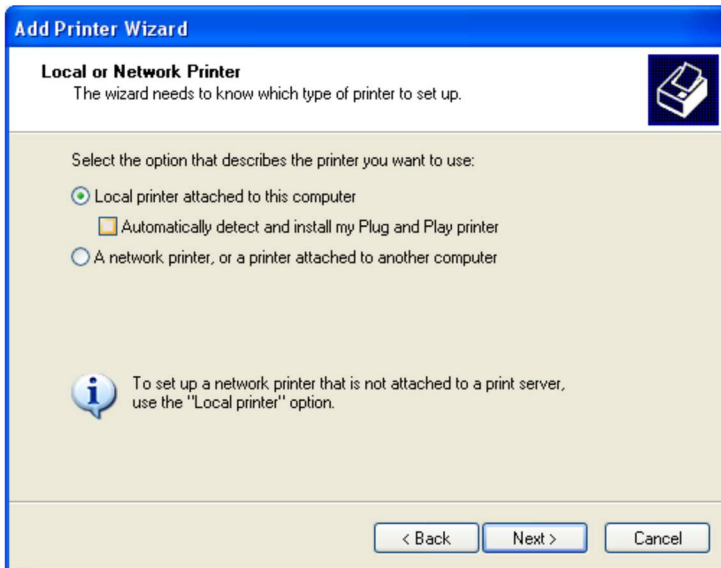 Add Printer Wizard
Local or Network Printer
The wizard needs to know which type of printer to set up.
Select the option that describes the printer you want to use:
Local printer attached to this computer
Automatically detect and install my Plug and Play printer
A network printer, or a printer attached to another computer
To set up a network printer that is not attached to a print server,
use the "Local printer" option.
< Back
Next >
Cancel